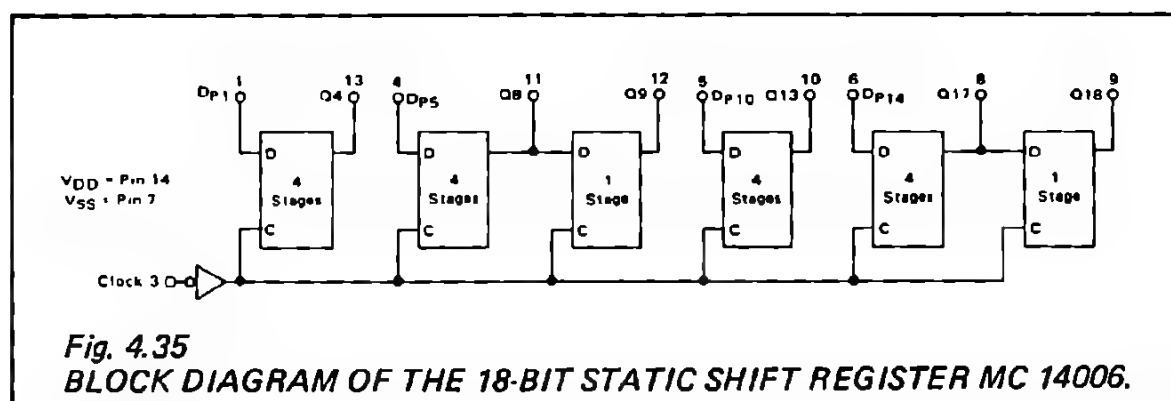 1 13 4 11 12 5 10 6 8 9
DP1 Q4 DP5 Q8 Q9 DP10 Q13 DP14 Q17 Q18
D D D D D D
VDD = Pin 14
VSS = Pin 7
4 Stages
4 Stages
1 Stage
4 Stages
4 Stages
1 Stage
C C C C C C
Clock 3
Fig. 4.35
BLOCK DIAGRAM OF THE 18-BIT STATIC SHIFT REGISTER MC 14006.